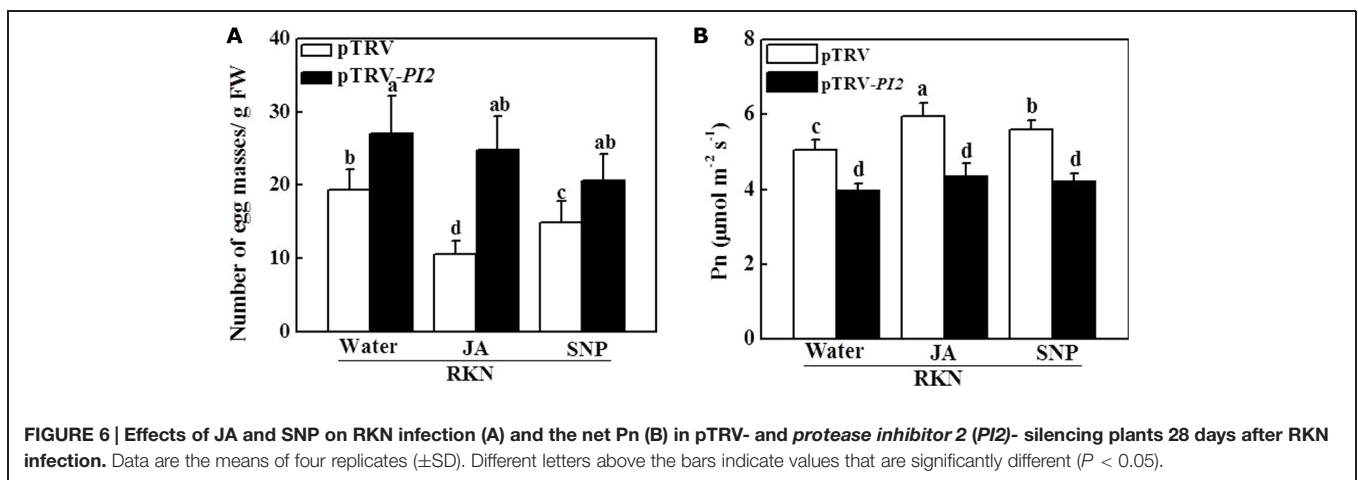 A
40
pTRV
pTRV-PI2
30
20
10
0
Number of egg masses/ g FW
a
ab
ab
b
d
c
Water JA SNP
RKN
B
8
pTRV
pTRV-PI2
6
4
2
0
Pn (μmol m-2 s-1)
c
d
a
d
b
d
Water JA SNP
RKN
FIGURE 6 | Effects of JA and SNP on RKN infection (A) and the net Pn (B) in pTRV- and protease inhibitor 2 (PI2)- silencing plants 28 days after RKN
infection. Data are the means of four replicates (±SD). Different letters above the bars indicate values that are significantly different (P < 0.05).